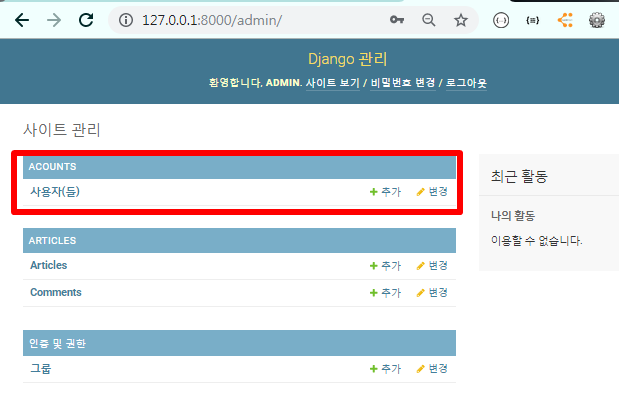 127.0.0.1:8000/admin/
Django 관리
환영합니다, ADMIN. 사이트 보기 / 비밀번호 변경 / 로그아웃
사이트 관리
ACOUNTS
사용자(들) 추가 변경
ARTICLES
Articles 추가 변경
Comments 추가 변경
인증 및 권한
그룹 추가 변경
최근 활동
나의 활동
이용할 수 없습니다.